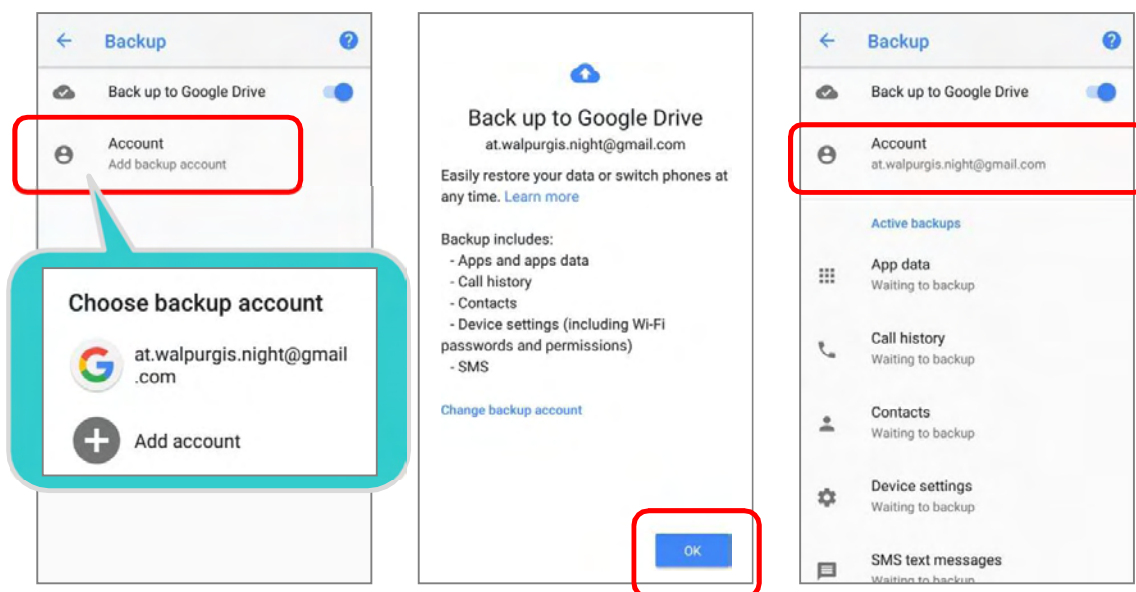 Backup
Back up to Google Drive
Account
Add backup account
Choose backup account
at.walpurgis.night@gmail
.com
Add account
Back up to Google Drive
at.walpurgis.night@gmail.com
Easily restore your data or switch phones at
any time. Learn more
Backup includes:
- Apps and apps data
- Call history
- Contacts
- Device settings (including Wi-Fi
passwords and permissions)
- SMS
Change backup account
OK
Backup
Back up to Google Drive
Account
at.walpurgis.night@gmail.com
Active backups
App data
Waiting to backup
Call history
Waiting to backup
Contacts
Waiting to backup
Device settings
Waiting to backup
SMS text messages
Waiting to backup